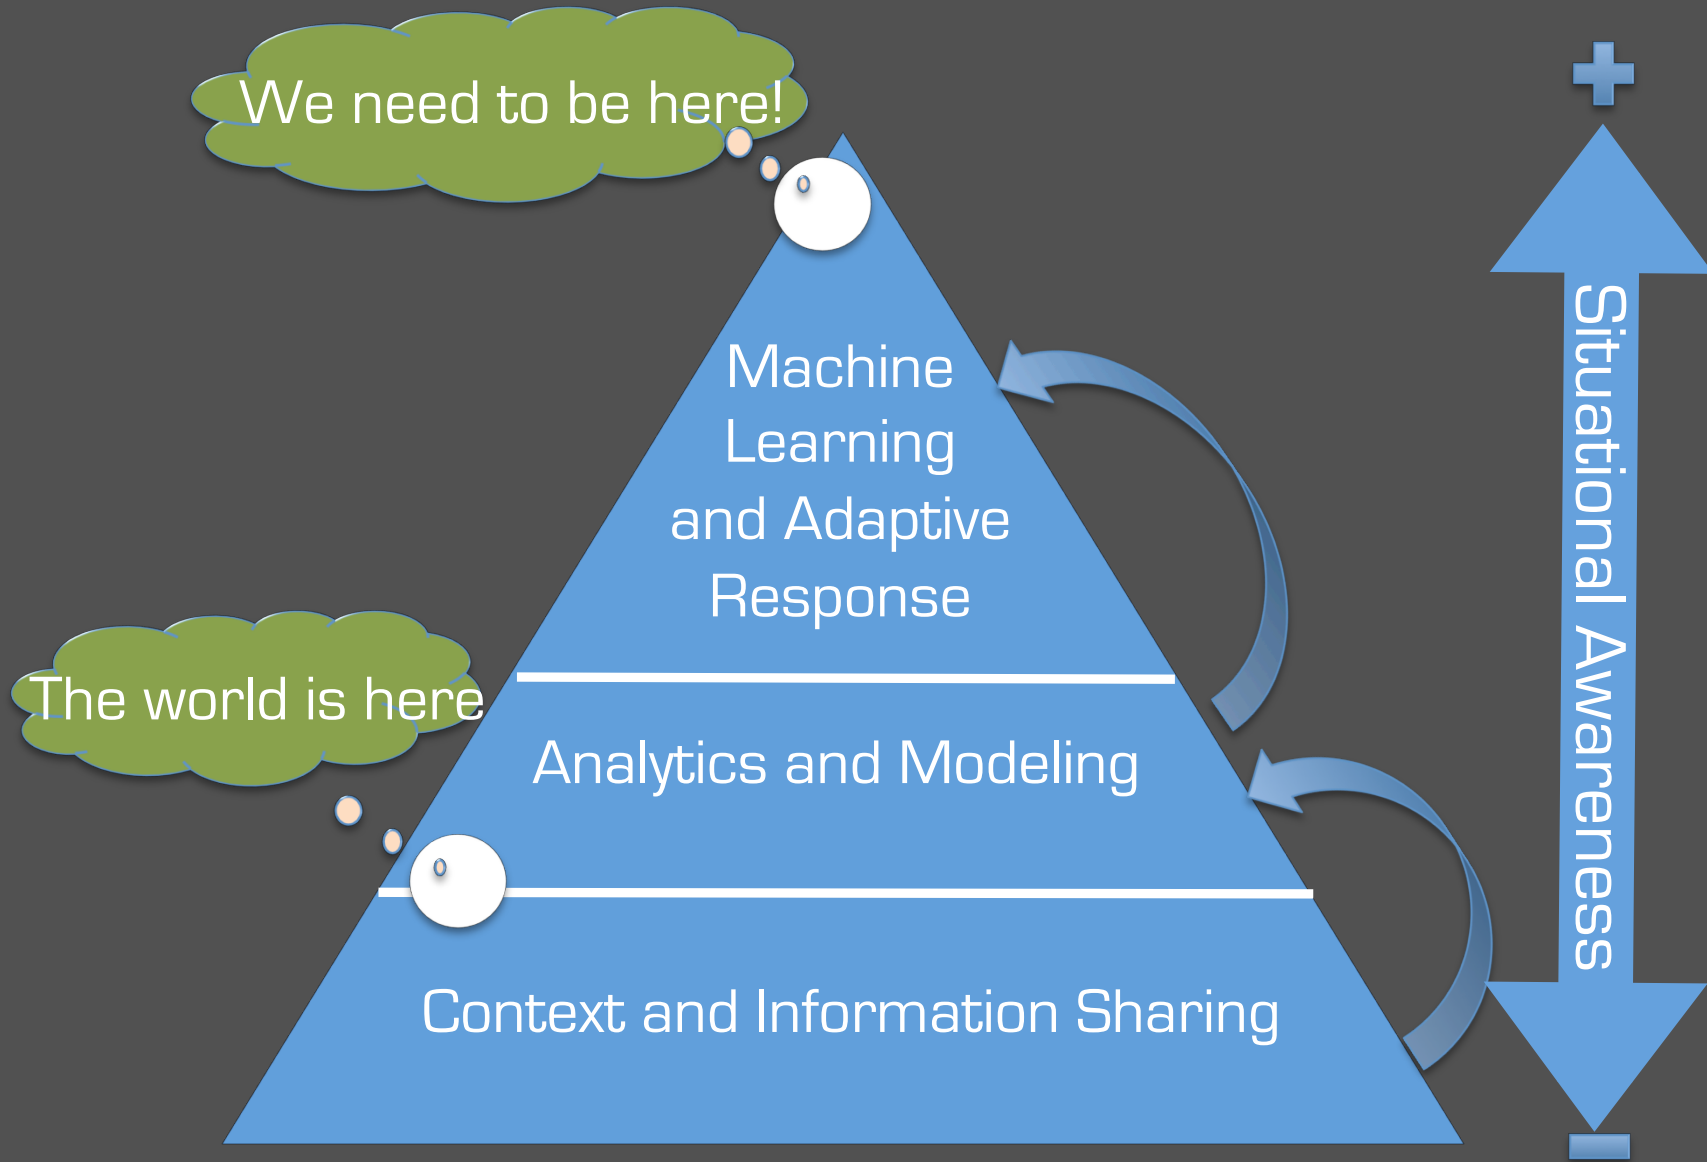 We need to be here!
Machine
Learning
and Adaptive
Response
The world is here
Analytics and Modeling
Context and Information Sharing
Situational Awareness